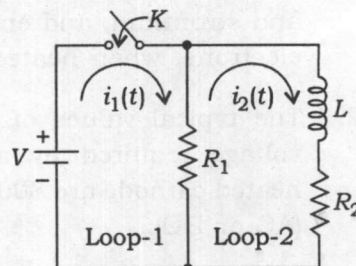 K
i₁(t)
i₂(t)
L
+
V
−
R₁
R₂
Loop-1
Loop-2